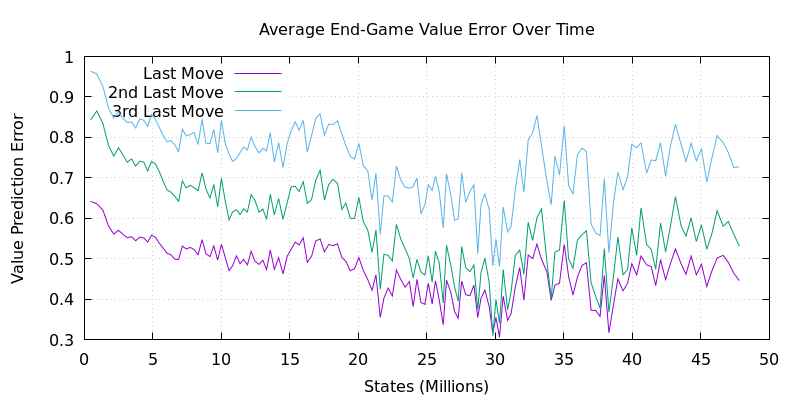 Average End-Game Value Error Over Time
Value Prediction Error
1
0.9
0.8
0.7
0.6
0.5
0.4
0.3
Last Move
2nd Last Move
3rd Last Move
0 5 10 15 20 25 30 35 40 45 50
States (Millions)